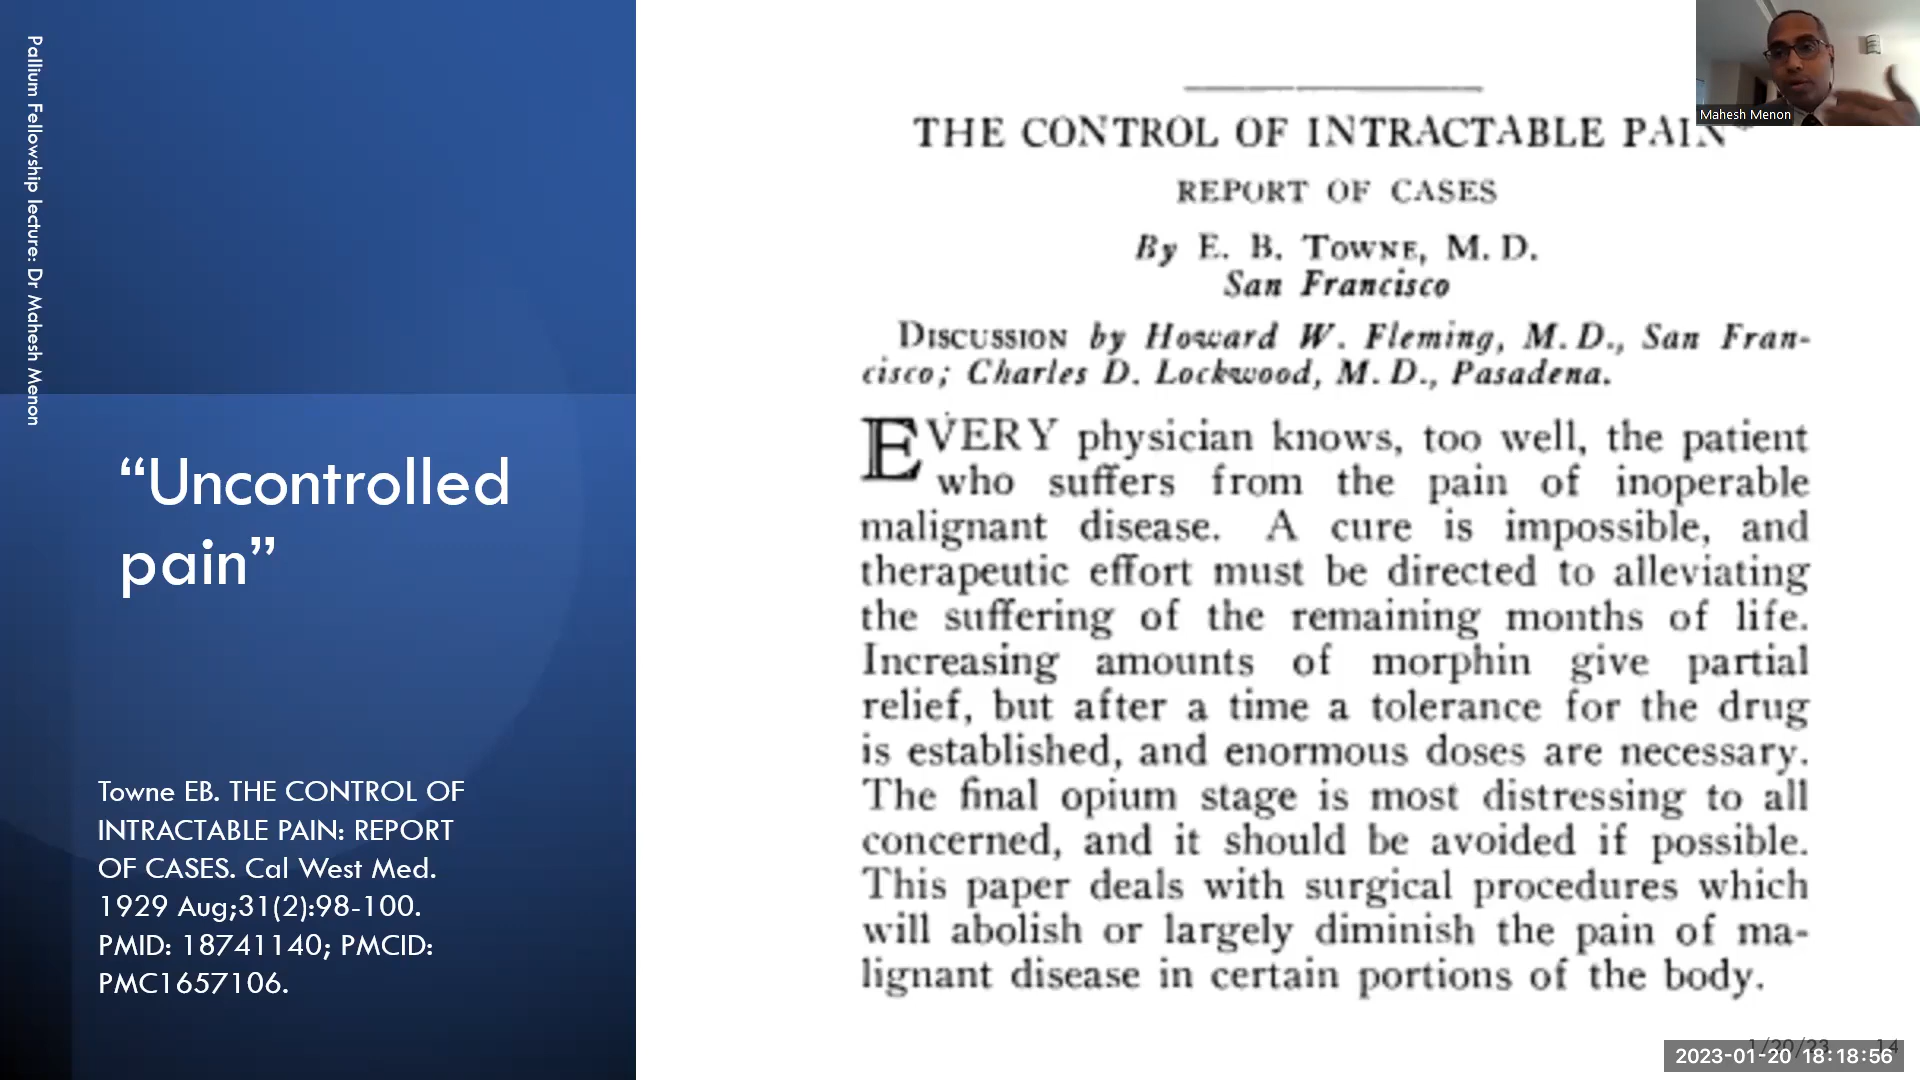 Pallium Fellowship lecture: Dr Mahesh Menon
“Uncontrolled
pain”
Towne EB. THE CONTROL OF
INTRACTABLE PAIN: REPORT
OF CASES. Cal West Med.
1929 Aug;31(2):98-100.
PMID: 18741140; PMCID:
PMC1657106.
THE CONTROL OF INTRACTABLE PAIN
REPORT OF CASES
By E. B. TOWNE, M. D.
San Francisco
DISCUSSION by Howard W. Fleming, M. D., San Fran-
cisco; Charles D. Lockwood, M. D., Pasadena.
EVERY physician knows, too well, the patient
who suffers from the pain of inoperable
malignant disease. A cure is impossible, and
therapeutic effort must be directed to alleviating
the suffering of the remaining months of life.
Increasing amounts of morphin give partial
relief, but after a time a tolerance for the drug
is established, and enormous doses are necessary.
The final opium stage is most distressing to all
concerned, and it should be avoided if possible.
This paper deals with surgical procedures which
will abolish or largely diminish the pain of ma-
lignant disease in certain portions of the body.
Mahesh Menon
1/20/23 14
2023-01-20 18:18:56